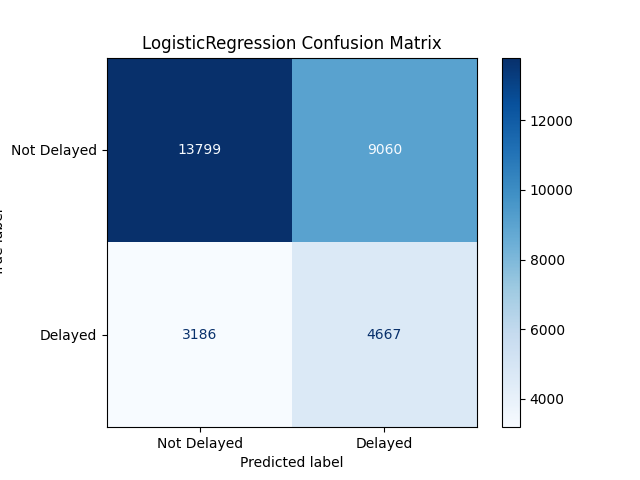 LogisticRegression Confusion Matrix
Not Delayed
13799
9060
Delayed
3186
4667
Not Delayed
Delayed
Predicted label
12000
10000
8000
6000
4000